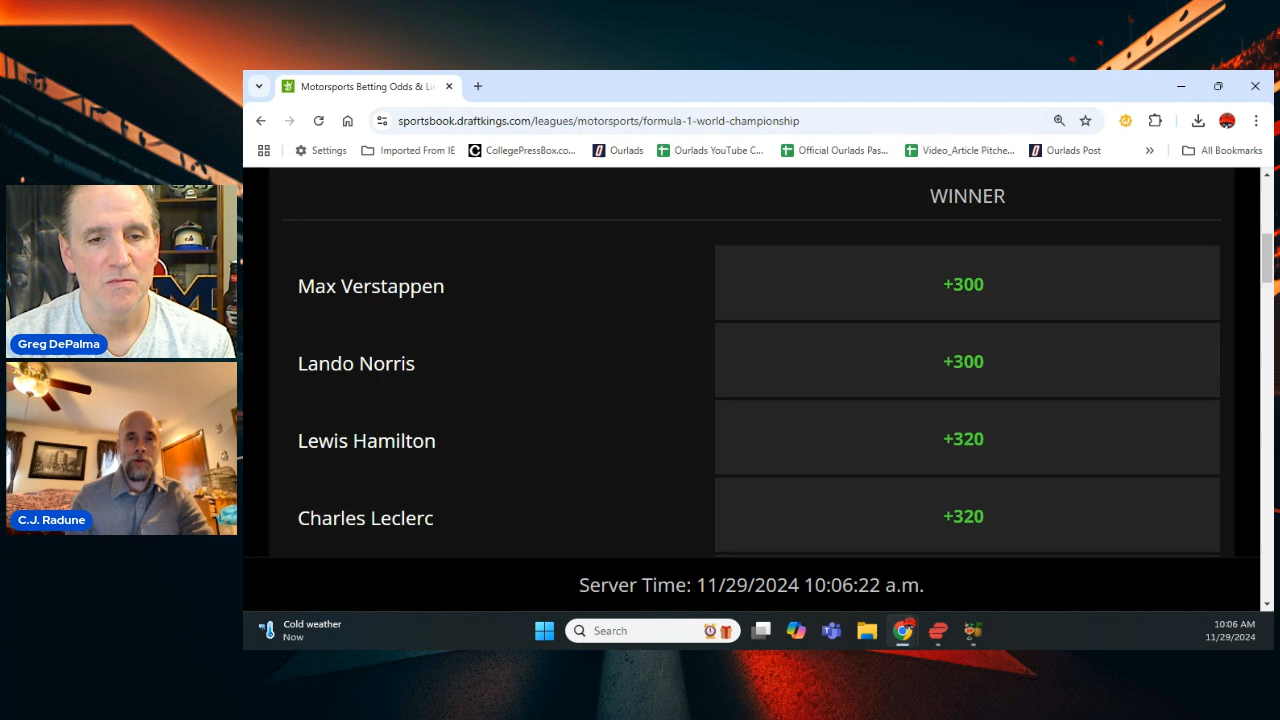 Motorsports Betting Odds & Li
sportsbook.draftkings.com/leagues/motorsports/formula-1-world-championship
Settings
Imported From IE
CollegePressBox.co...
Ourlads
Ourlads YouTube C...
Official Ourlads Pas...
Video_Article Pitche...
Ourlads Post
All Bookmarks
WINNER
Max Verstappen +300
Lando Norris +300
Lewis Hamilton +320
Charles Leclerc +320
Server Time: 11/29/2024 10:06:22 a.m.
Greg DePalma
C.J. Radune
Cold weather
Now
Search
10:06 AM
11/29/2024